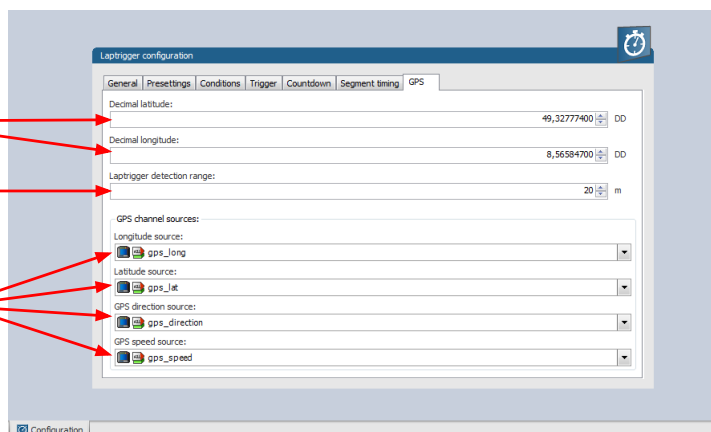 Laptrigger configuration
General Presettings Conditions Trigger Countdown Segment timing GPS
Decimal latitude:
49,32777400 DD
Decimal longitude:
8,56584700 DD
Laptrigger detection range:
20 m
GPS channel sources:
Longitude source:
gps_long
Latitude source:
gps_lat
GPS direction source:
gps_direction
GPS speed source:
gps_speed
Configuration